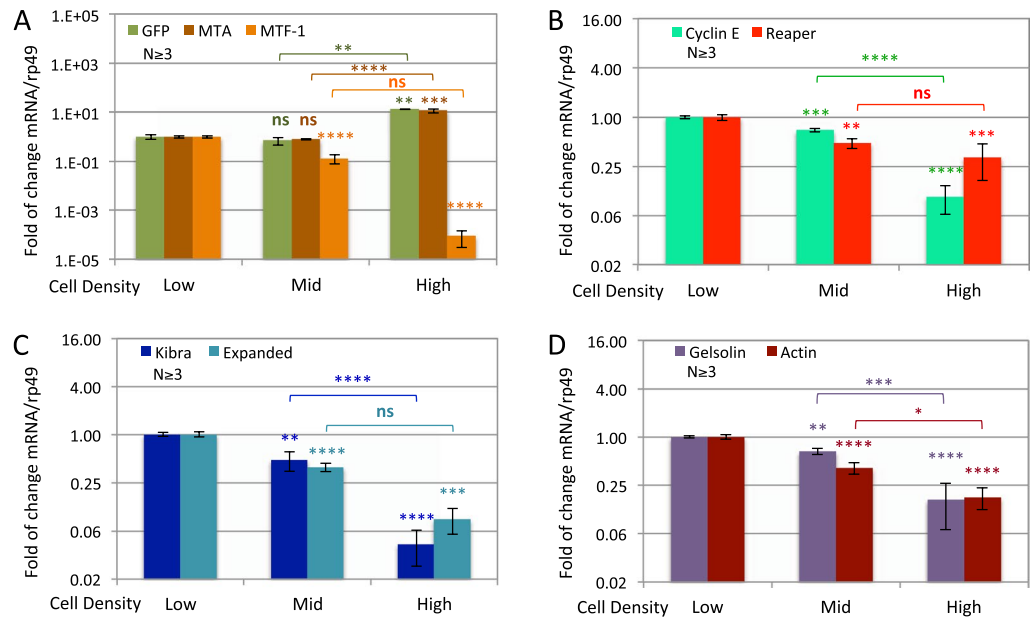 A
Fold of change mRNA/rp49
1.E+05
1.E+03
1.E+01
1.E-01
1.E-03
1.E-05
GFP MTA MTF-1
N≥3
**
****
ns
ns ns ****
** ***
****
Cell Density Low Mid High
B
Fold of change mRNA/rp49
16.00
4.00
1.00
0.25
0.06
0.02
Cyclin E Reaper
N≥3
****
ns
*** **
**** ***
Cell Density Low Mid High
C
Fold of change mRNA/rp49
16.00
4.00
1.00
0.25
0.06
0.02
Kibra Expanded
N≥3
****
ns
** ****
**** ***
Cell Density Low Mid High
D
Fold of change mRNA/rp49
16.00
4.00
1.00
0.25
0.06
0.02
Gelsolin Actin
N≥3
***
*
** ****
**** ****
Cell Density Low Mid High